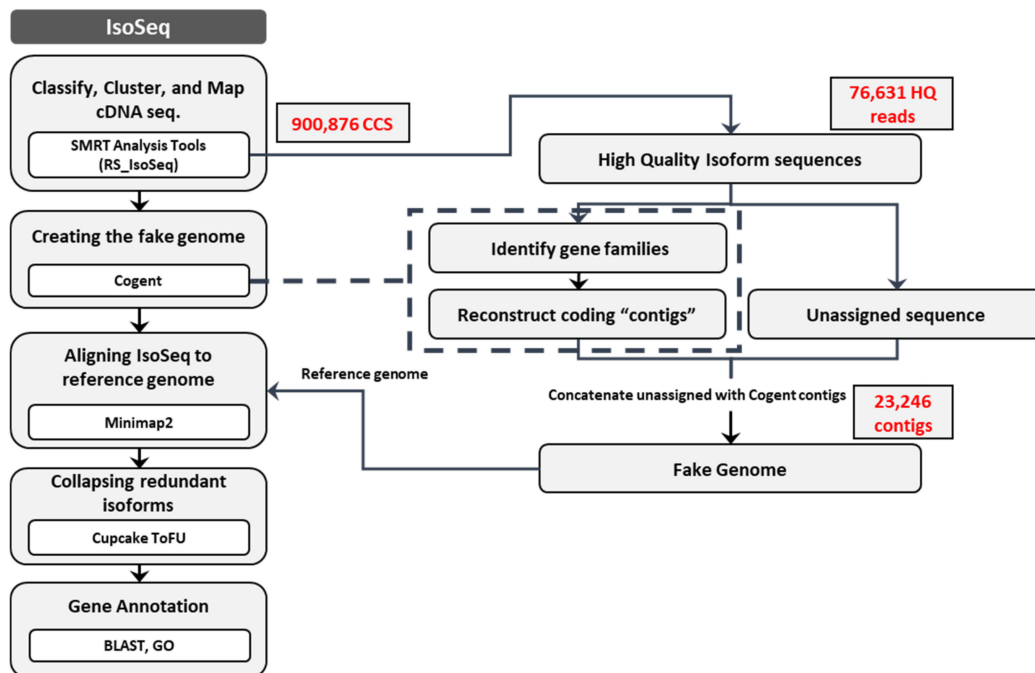 IsoSeq
Classify, Cluster, and Map
cDNA seq.
SMRT Analysis Tools
(RS_IsoSeq)
900,876 CCS
76,631 HQ
reads
High Quality Isoform sequences
Creating the fake genome
Cogent
Identify gene families
Reconstruct coding “contigs”
Unassigned sequence
Aligning IsoSeq to
reference genome
Minimap2
Reference genome
Concatenate unassigned with Cogent contigs
23,246
contigs
Fake Genome
Collapsing redundant
isoforms
Cupcake ToFU
Gene Annotation
BLAST, GO